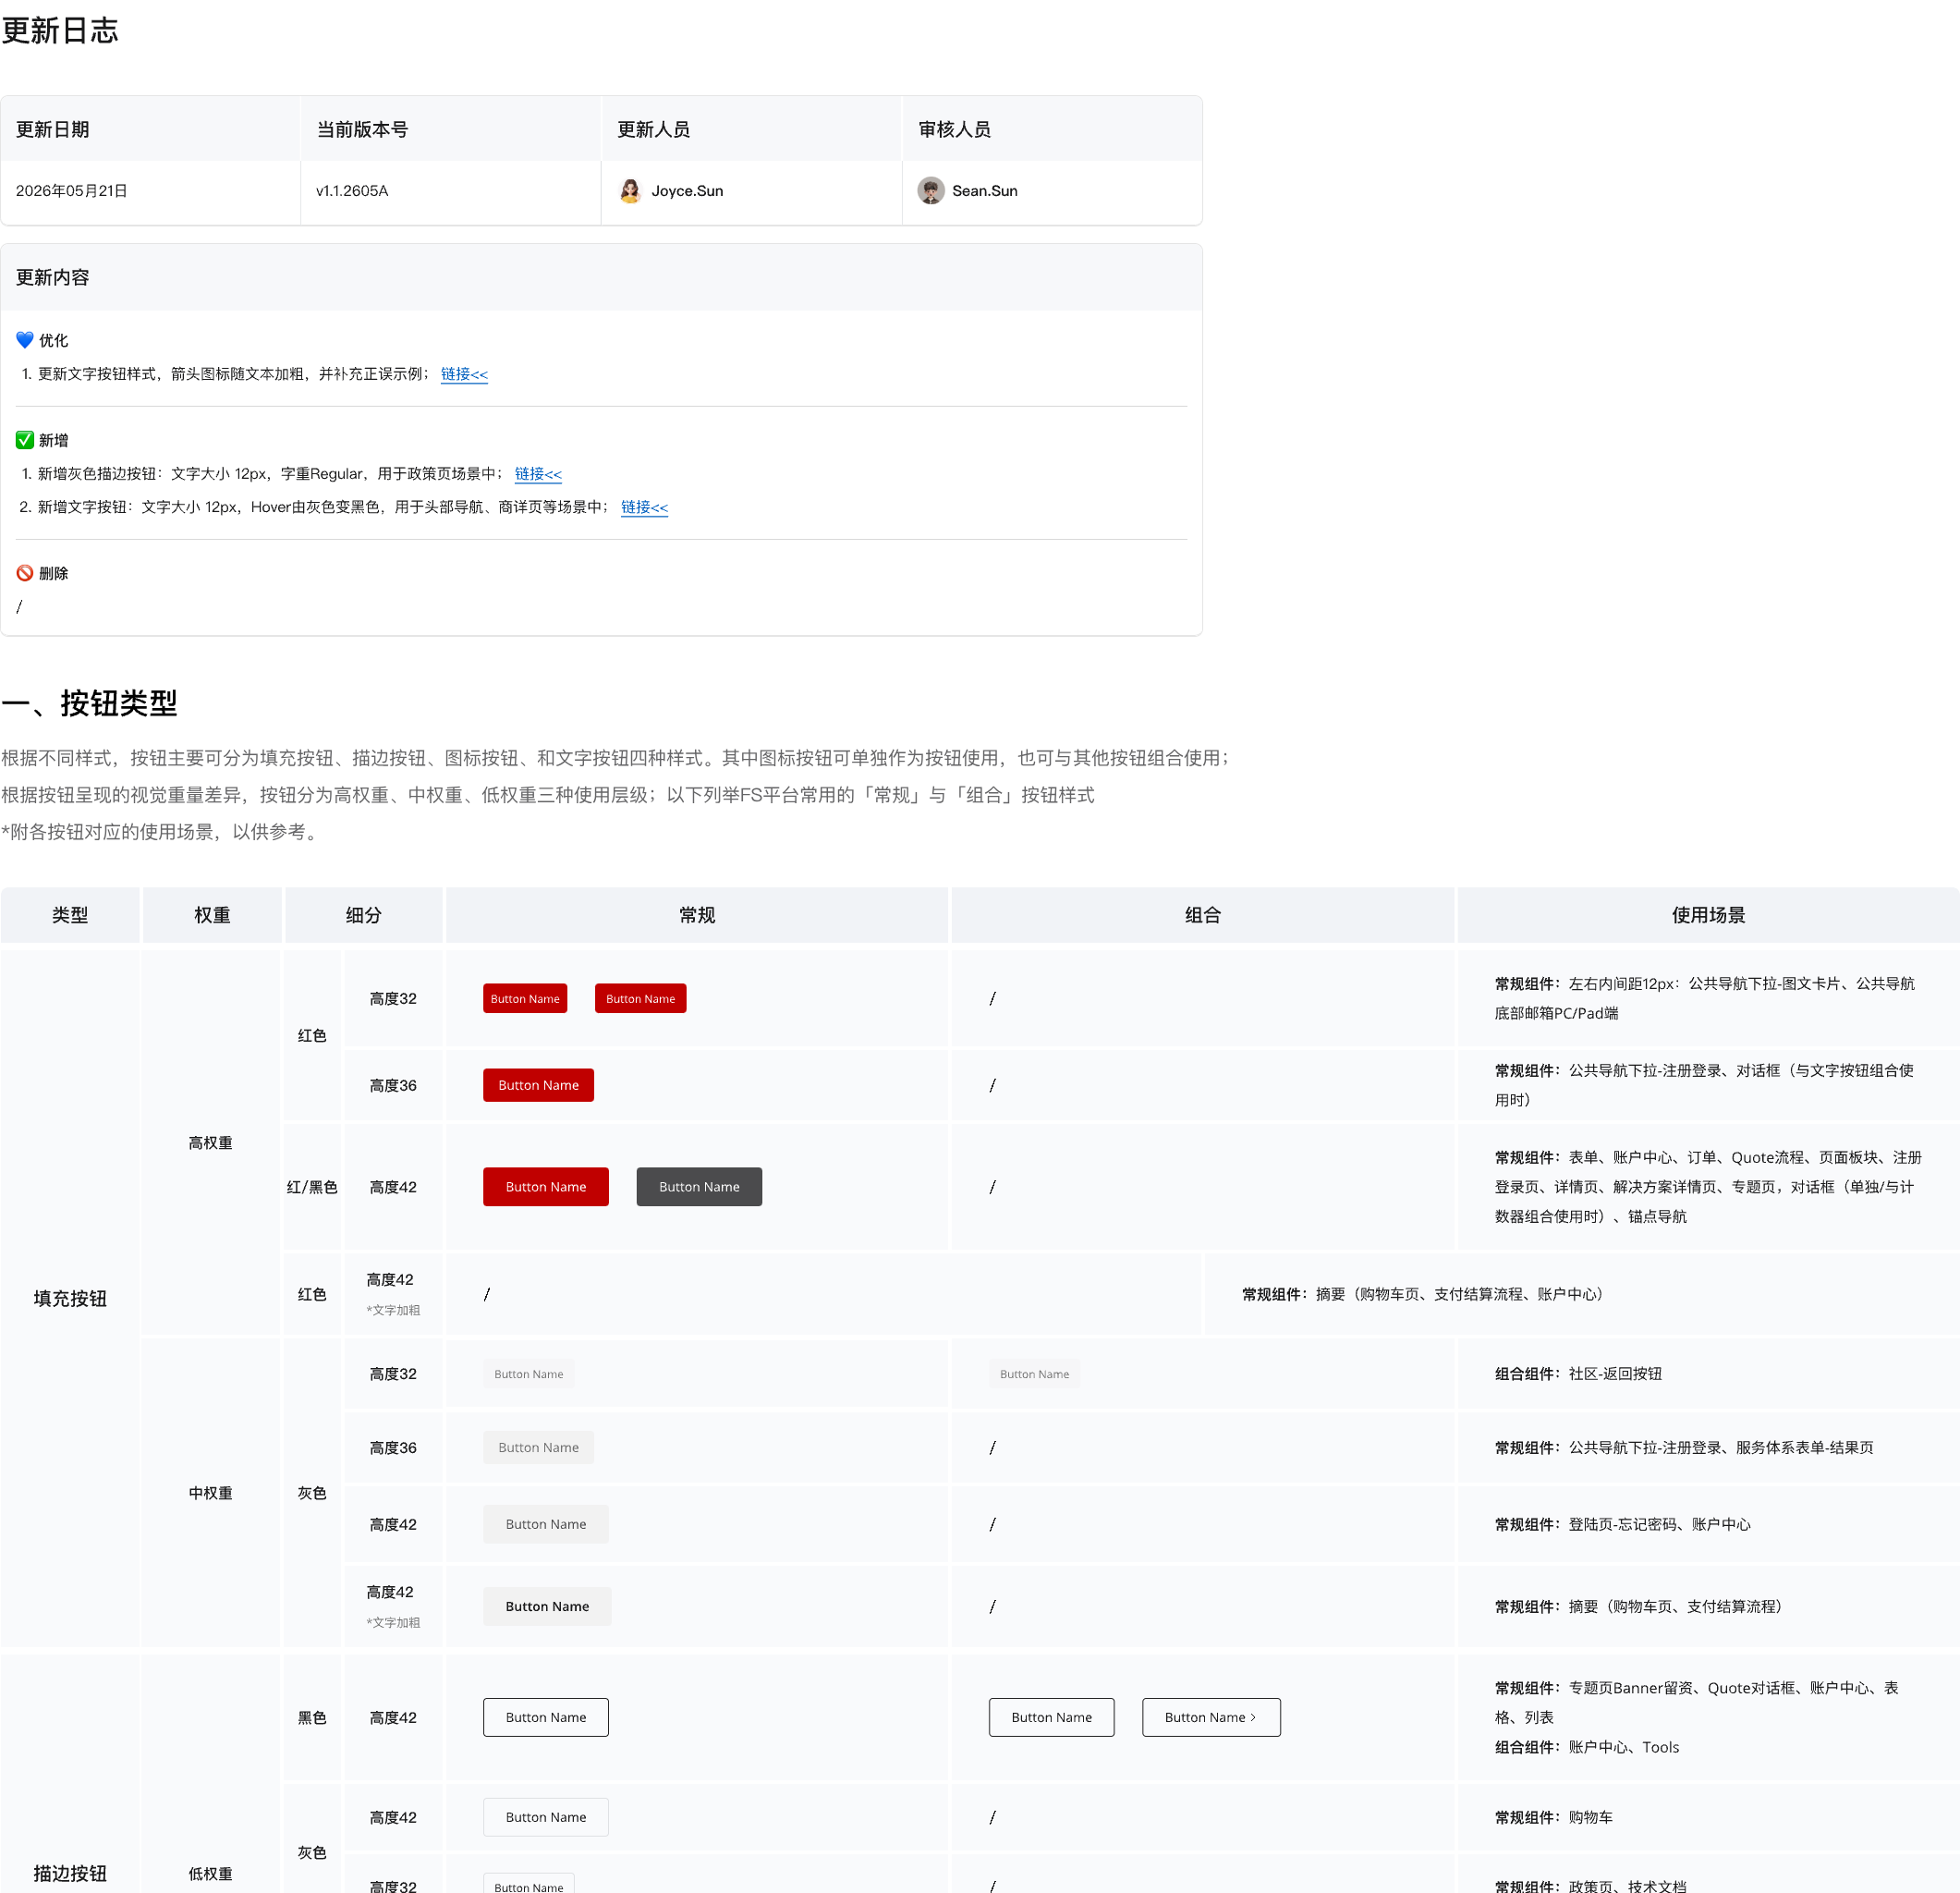 更新日志
更新日期 当前版本号 更新人员 审核人员
2026年05月21日 v1.1.2605A Joyce.Sun Sean.Sun
更新内容
💙 优化
1. 更新文字按钮样式，箭头图标随文本加粗，并补充正误示例； 链接<<
✅ 新增
1. 新增灰色描边按钮：文字大小 12px，字重Regular，用于政策页场景中； 链接<<
2. 新增文字按钮：文字大小 12px，Hover由灰色变黑色，用于头部导航、商详页等场景中； 链接<<
🚫 删除
/
一、按钮类型
根据不同样式，按钮主要可分为填充按钮、描边按钮、图标按钮、和文字按钮四种样式。其中图标按钮可单独作为按钮使用，也可与其他按钮组合使用；
根据按钮呈现的视觉重量差异，按钮分为高权重、中权重、低权重三种使用层级；以下列举FS平台常用的「常规」与「组合」按钮样式
*附各按钮对应的使用场景，以供参考。
类型 权重 细分 常规 组合 使用场景
填充按钮
高权重
红色
高度32 Button Name Button Name /
常规组件：左右内间距12px：公共导航下拉-图文卡片、公共导航
底部邮箱PC/Pad端
高度36 Button Name /
常规组件：公共导航下拉-注册登录、对话框（与文字按钮组合使
用时）
红/黑色 高度42 Button Name Button Name /
常规组件：表单、账户中心、订单、Quote流程、页面板块、注册
登录页、详情页、解决方案详情页、专题页，对话框（单独/与计
数器组合使用时）、锚点导航
红色 高度42
*文字加粗
/ 常规组件：摘要（购物车页、支付结算流程、账户中心）
中权重
灰色
高度32 Button Name Button Name 组合组件：社区-返回按钮
高度36 Button Name / 常规组件：公共导航下拉-注册登录、服务体系表单-结果页
高度42 Button Name / 常规组件：登陆页-忘记密码、账户中心
高度42
*文字加粗
Button Name / 常规组件：摘要（购物车页、支付结算流程）
描边按钮
低权重
黑色 高度42 Button Name Button Name Button Name >
常规组件：专题页Banner留资、Quote对话框、账户中心、表
格、列表
组合组件：账户中心、Tools
灰色
高度42 Button Name / 常规组件：购物车
高度32 Button Name / 常规组件：政策页、技术文档